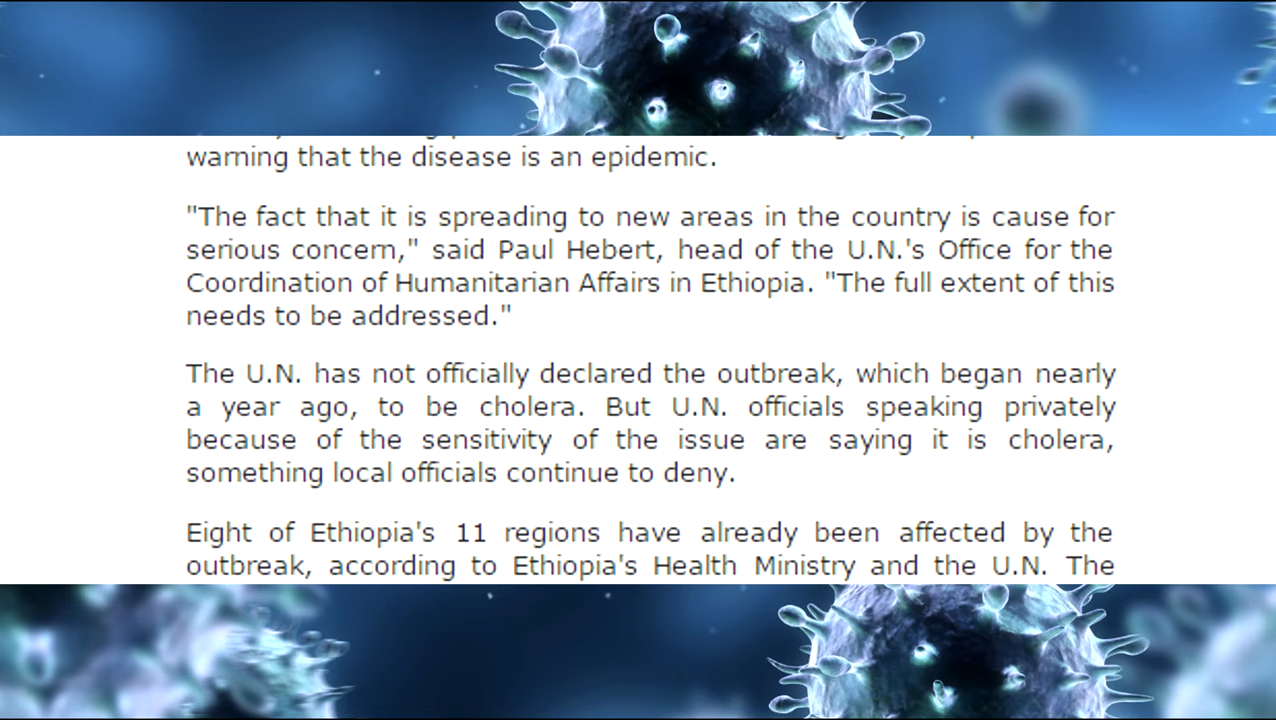 warning that the disease is an epidemic.
"The fact that it is spreading to new areas in the country is cause for
serious concern," said Paul Hebert, head of the U.N.'s Office for the
Coordination of Humanitarian Affairs in Ethiopia. "The full extent of this
needs to be addressed."
The U.N. has not officially declared the outbreak, which began nearly
a year ago, to be cholera. But U.N. officials speaking privately
because of the sensitivity of the issue are saying it is cholera,
something local officials continue to deny.
Eight of Ethiopia's 11 regions have already been affected by the
outbreak, according to Ethiopia's Health Ministry and the U.N. The